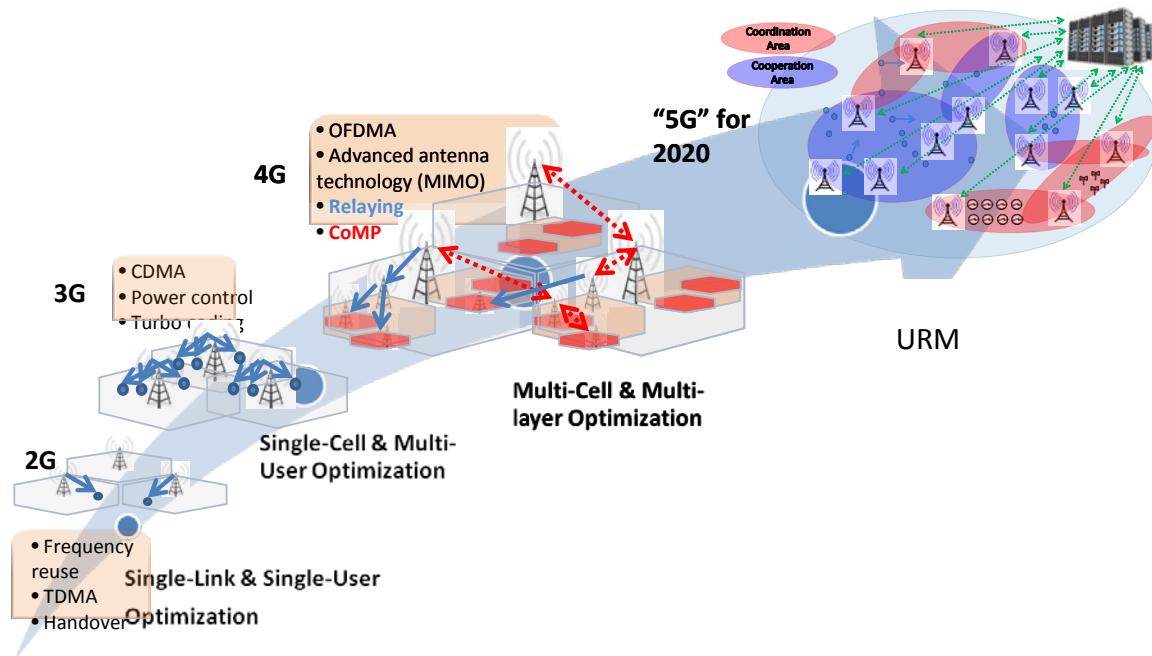 Coordination
Area
Cooperation
Area
“5G” for
2020
URM
4G
• OFDMA
• Advanced antenna
technology (MIMO)
• Relaying
• CoMP
Multi-Cell & Multi-
layer Optimization
3G
• CDMA
• Power control
• Turbo coding
Single-Cell & Multi-
User Optimization
2G
• Frequency
reuse
• TDMA
• Handover
Single-Link & Single-User
Optimization